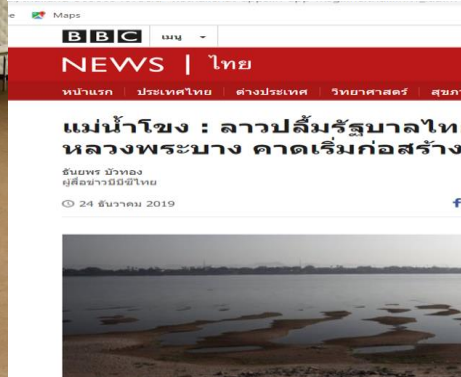 e Maps
BBC เมนู
NEWS | ไทย
หน้าแรก ประเทศไทย ต่างประเทศ วิทยาศาสตร์
แม่น้ำโขง : ลาวปลื้มรัฐบาลไท
หลวงพระบาง คาดเริ่มก่อสร้าง
ธันยพร บัวทอง
ผู้สื่อข่าวบีบีซีไทย
24 ธันวาคม 2019
f